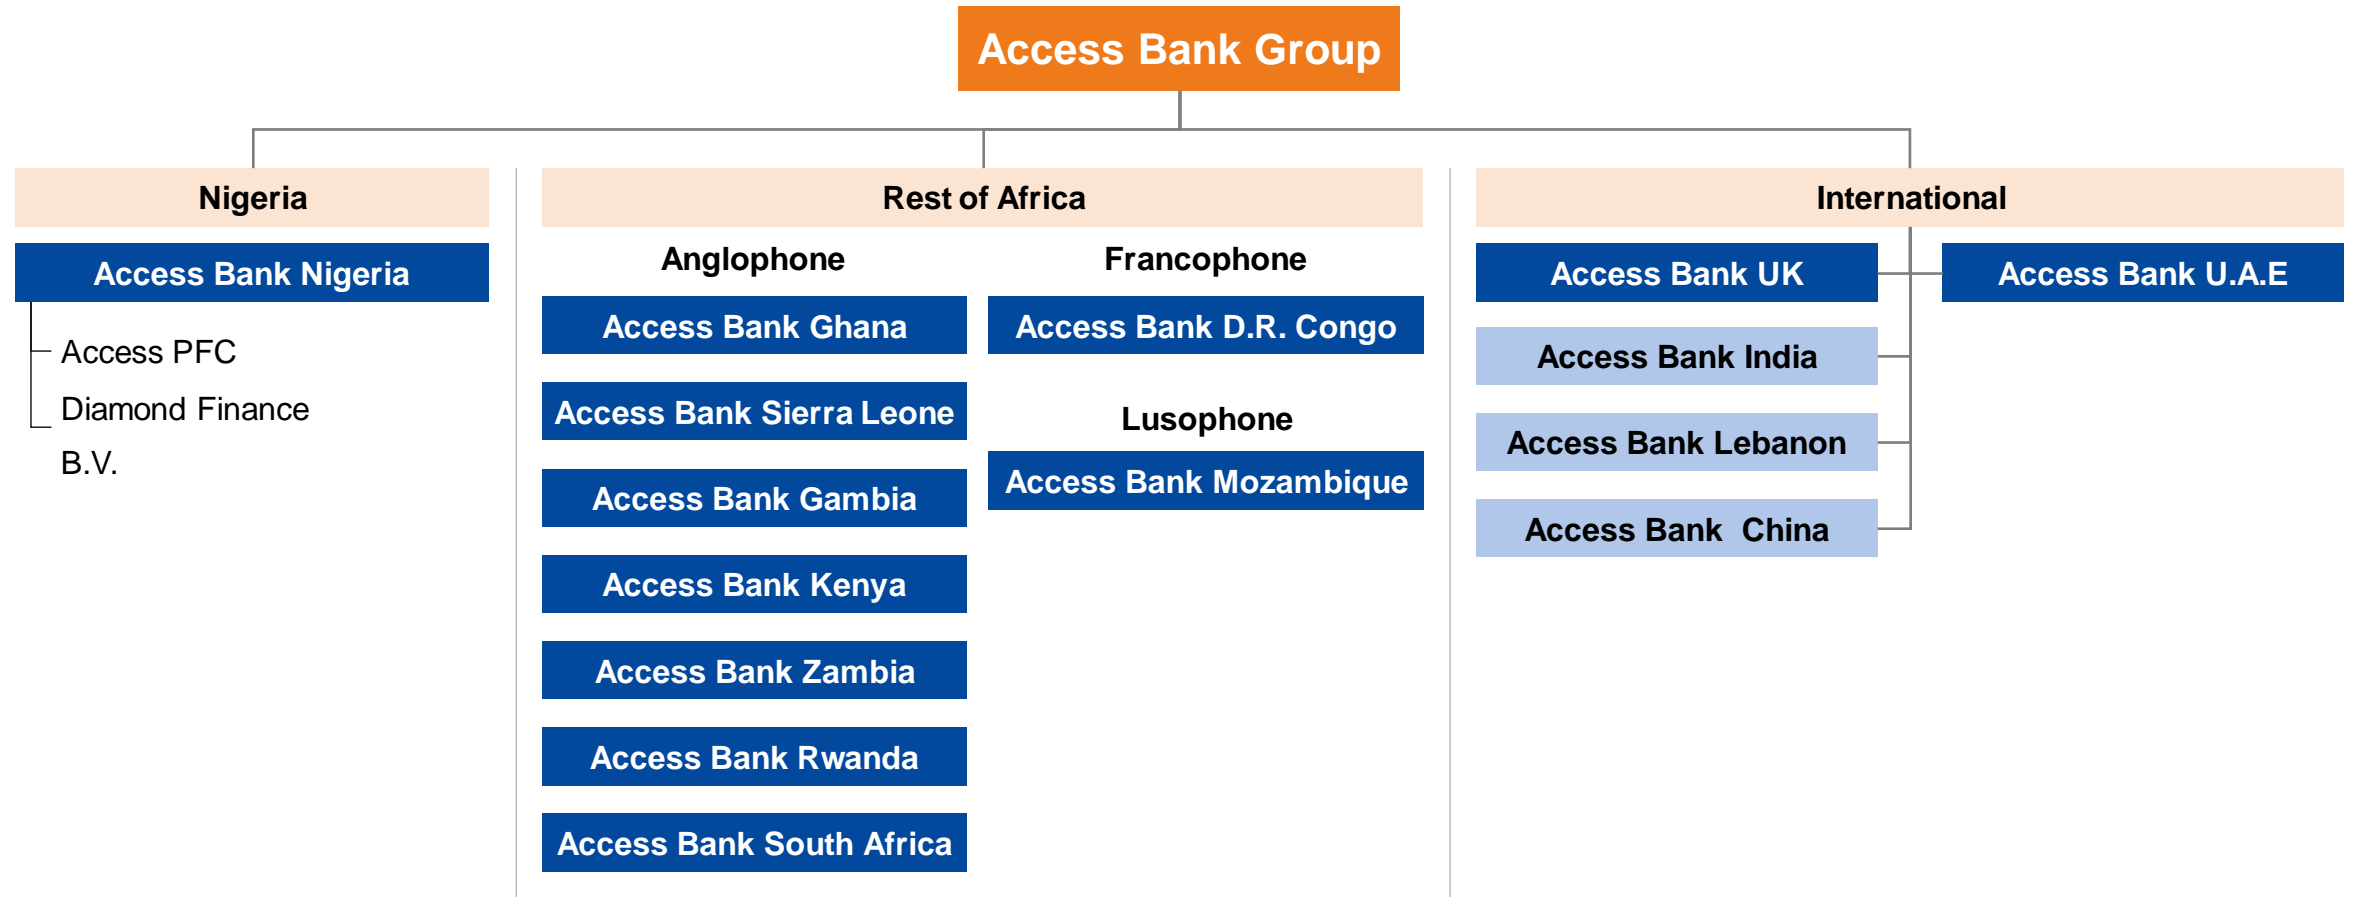 Access Bank Group
Nigeria
Access Bank Nigeria
Access PFC
Diamond Finance
B.V.
Rest of Africa
Anglophone
Access Bank Ghana
Access Bank Sierra Leone
Access Bank Gambia
Access Bank Kenya
Access Bank Zambia
Access Bank Rwanda
Access Bank South Africa
Francophone
Access Bank D.R. Congo
Lusophone
Access Bank Mozambique
International
Access Bank UK
Access Bank U.A.E
Access Bank India
Access Bank Lebanon
Access Bank  China